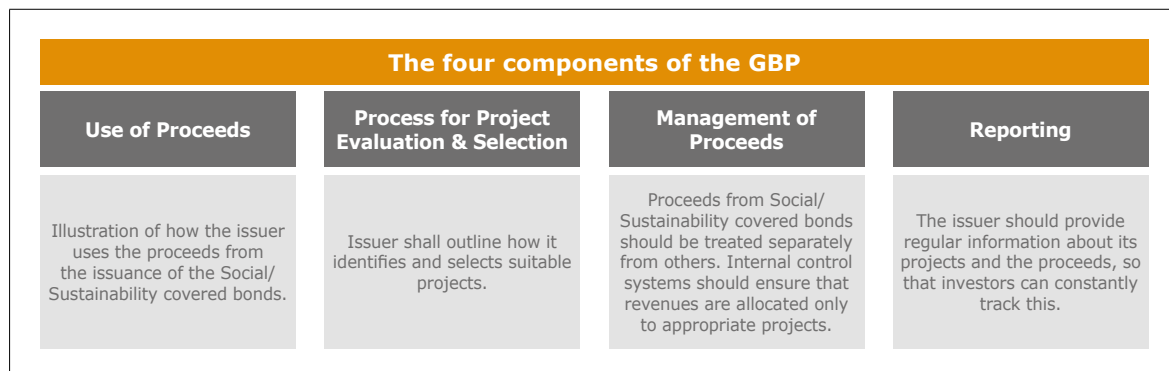 The four components of the GBP
Use of Proceeds
Process for Project
Evaluation & Selection
Management of
Proceeds
Reporting
Illustration of how the issuer
uses the proceeds from
the issuance of the Social/
Sustainability covered bonds.
Issuer shall outline how it
identifies and selects suitable
projects.
Proceeds from Social/
Sustainability covered bonds
should be treated separately
from others. Internal control
systems should ensure that
revenues are allocated only
to appropriate projects.
The issuer should provide
regular information about its
projects and the proceeds, so
that investors can constantly
track this.